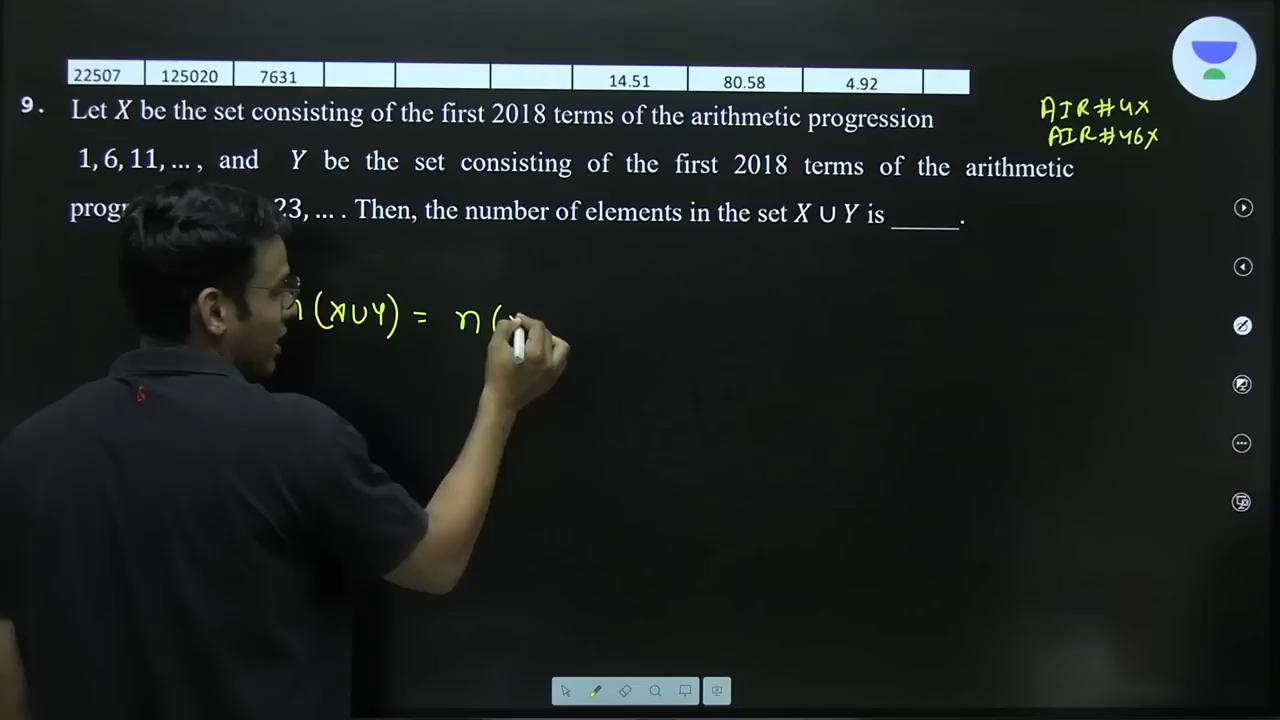 22507 125020 7631 14.51 80.58 4.92
9. Let X be the set consisting of the first 2018 terms of the arithmetic progression
AIR#4X
AIR#46X
1, 6, 11, ... , and Y be the set consisting of the first 2018 terms of the arithmetic
23, ... . Then, the number of elements in the set X ∪ Y is _____.
(X∪Y) = n (